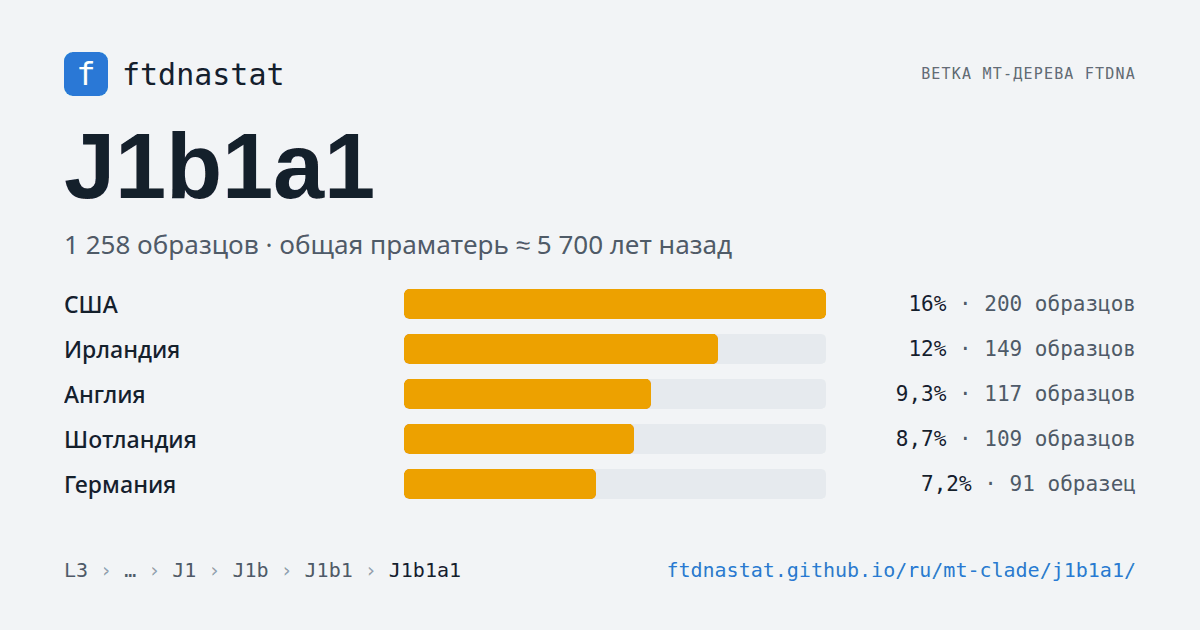 f ftdnastat
ВЕТКА МТ-ДЕРЕВА FTDNA
J1b1a1
1 258 образцов · общая праматерь ≈ 5 700 лет назад
США 16% · 200 образцов
Ирландия 12% · 149 образцов
Англия 9,3% · 117 образцов
Шотландия 8,7% · 109 образцов
Германия 7,2% · 91 образец
L3 › … › J1 › J1b › J1b1 › J1b1a1
ftdnastat.github.io/ru/mt-clade/j1b1a1/